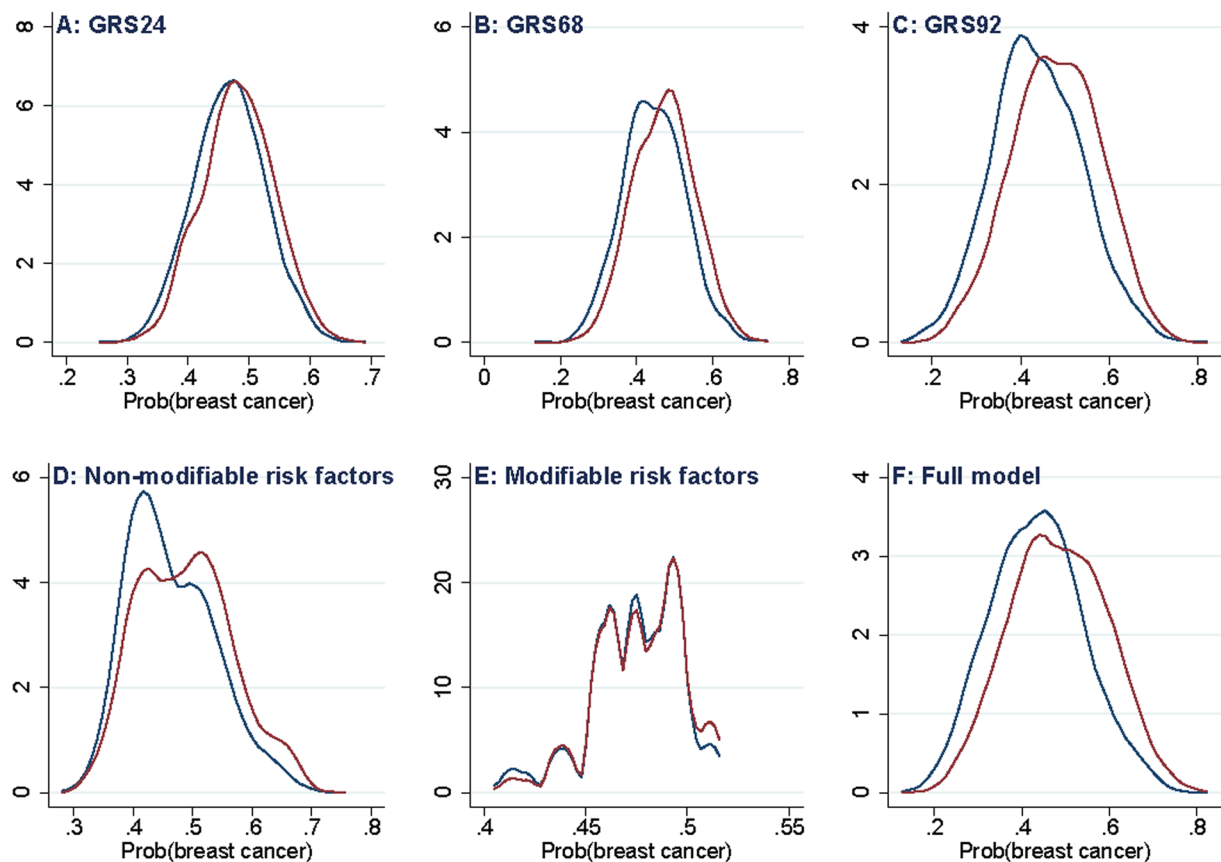 A: GRS24
8
6
4
2
0
.2 .3 .4 .5 .6 .7
Prob(breast cancer)
B: GRS68
6
4
2
0
0 .2 .4 .6 .8
Prob(breast cancer)
C: GRS92
4
2
0
.2 .4 .6 .8
Prob(breast cancer)
D: Non-modifiable risk factors
6
4
2
0
.3 .4 .5 .6 .7 .8
Prob(breast cancer)
E: Modifiable risk factors
30
20
10
0
.4 .45 .5 .55
Prob(breast cancer)
F: Full model
4
3
2
1
0
.2 .4 .6 .8
Prob(breast cancer)